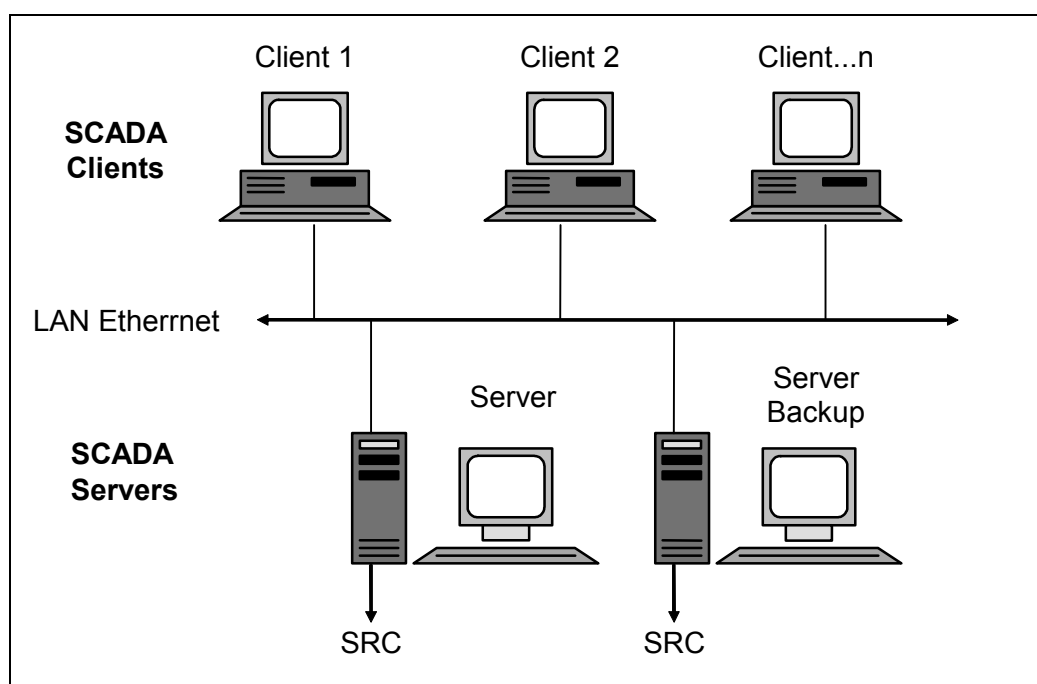 Client 1
Client 2
Client...n
SCADA
Clients
LAN Etherrnet
Server
Server
Backup
SCADA
Servers
SRC
SRC